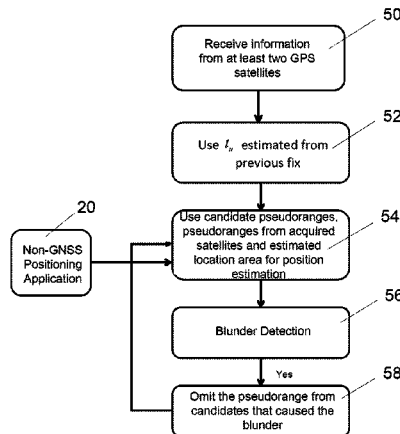 50
Receive information
from at least two GPS
satellites
52
Use tᵤ estimated from
previous fix
54
20
Non-GNSS
Positioning
Application
Use candidate pseudoranges,
pseudoranges from acquired
satellites and estimated
location area for position
estimation
56
Blunder Detection
Yes
58
Omit the pseudorange from
candidates that caused the
blunder